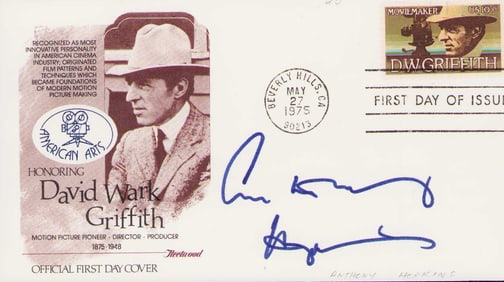 RECOGNIZED AS MOST
INNOVATIVE PERSONALITY
IN AMERICAN CINEMA
INDUSTRY, ORIGINATED
FILM PATTERNS AND
TECHNIQUES WHICH
BECAME FOUNDATIONS
OF MODERN MOTION
PICTURE MAKING
AMERICAN ARTS
HONORING
David Wark
Griffith
MOTION PICTURE PIONEER - DIRECTOR - PRODUCER
1875-1948
Fleetwood
OFFICIAL FIRST DAY COVER
MOVIEMAKER US 10c
D.W. GRIFFITH
BEVERLY HILLS, CA
MAY
27
1975
90213
FIRST DAY OF ISSUE
ANTHONY HOPKINS